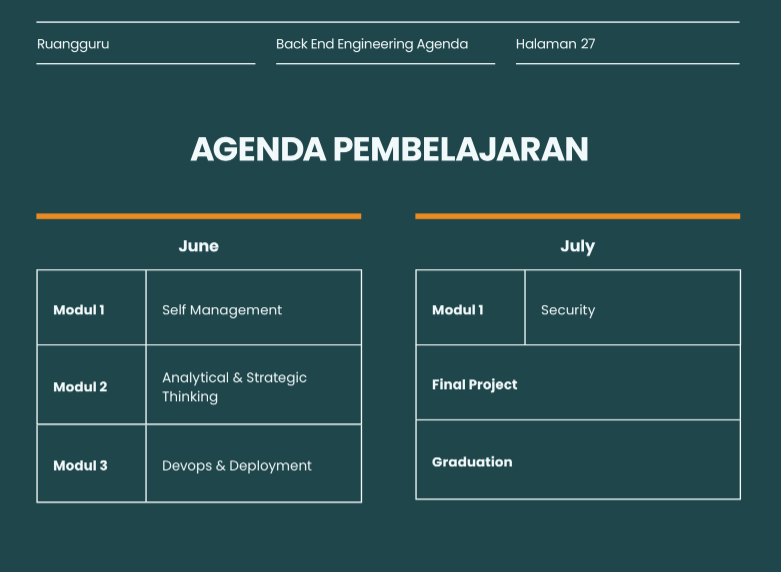 Ruangguru
Back End Engineering Agenda
Halaman 27
AGENDA PEMBELAJARAN
June
Modul 1
Self Management
Modul 2
Analytical & Strategic
Thinking
Modul 3
Devops & Deployment
July
Modul 1
Security
Final Project
Graduation